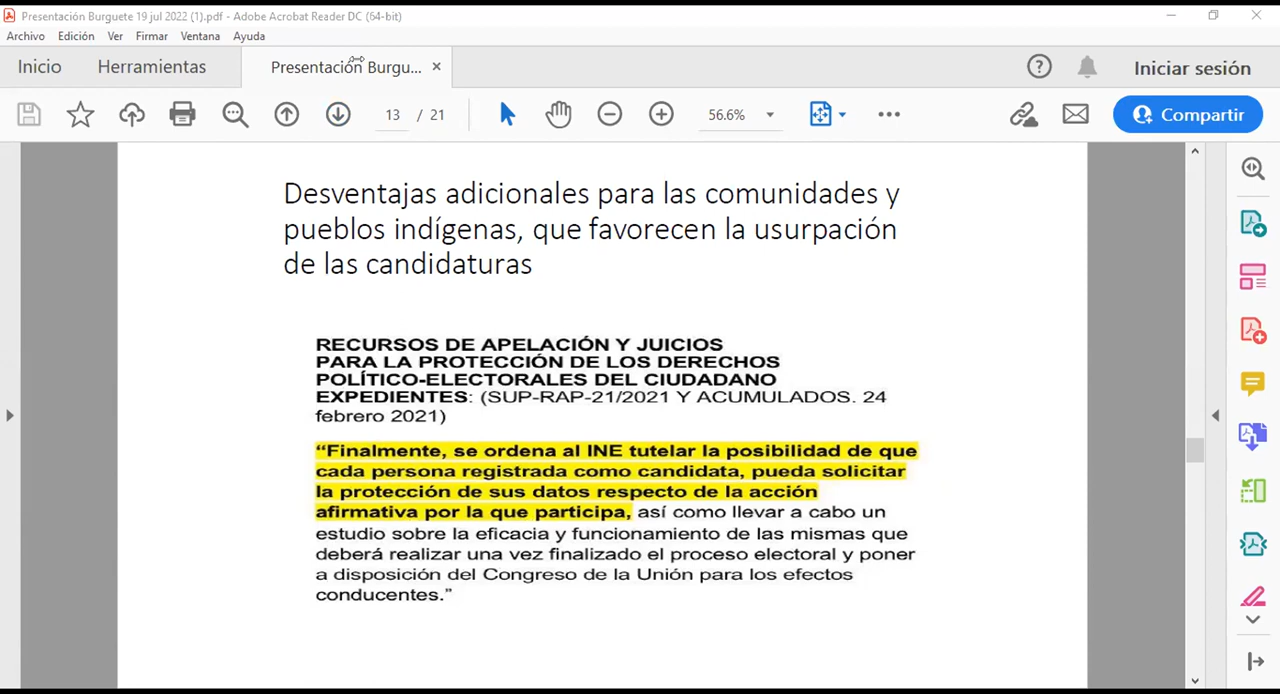 Presentación Burguete 19 jul 2022 (1).pdf - Adobe Acrobat Reader DC (64-bit)
Archivo Edición Ver Firmar Ventana Ayuda
Inicio Herramientas Presentación Burgu... × Iniciar sesión
13 / 21 56.6% Compartir
Desventajas adicionales para las comunidades y
pueblos indígenas, que favorecen la usurpación
de las candidaturas
RECURSOS DE APELACIÓN Y JUICIOS
PARA LA PROTECCIÓN DE LOS DERECHOS
POLÍTICO-ELECTORALES DEL CIUDADANO
EXPEDIENTES: (SUP-RAP-21/2021 Y ACUMULADOS. 24
febrero 2021)
“Finalmente, se ordena al INE tutelar la posibilidad de que
cada persona registrada como candidata, pueda solicitar
la protección de sus datos respecto de la acción
afirmativa por la que participa, así como llevar a cabo un
estudio sobre la eficacia y funcionamiento de las mismas que
deberá realizar una vez finalizado el proceso electoral y poner
a disposición del Congreso de la Unión para los efectos
conducentes.”